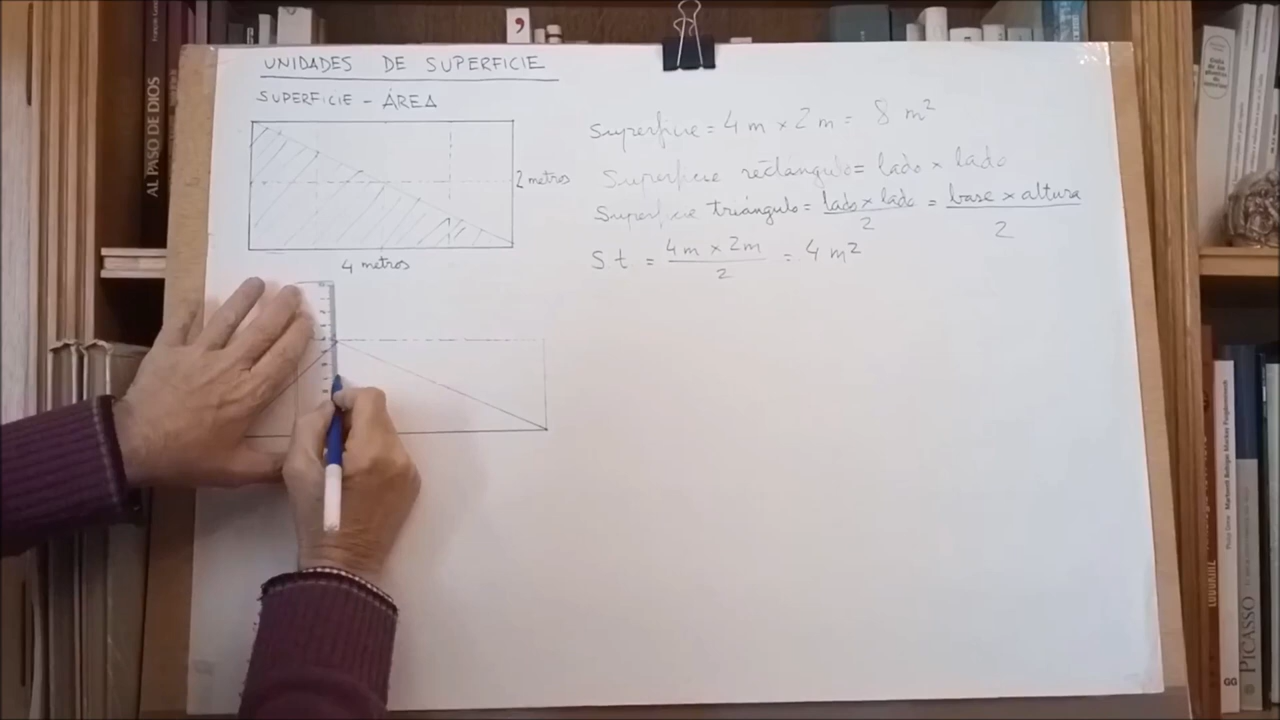 UNIDADES DE SUPERFICIE
SUPERFICIE - ÁREA
2 metros
4 metros
Superficie = 4 m x 2 m = 8 m²
Superficie rectángulo = lado x lado
Superficie triángulo = lado x lado / 2 = base x altura / 2
S t = 4 m x 2 m / 2 = 4 m²
AL PASO DE DIOS
PICASSO